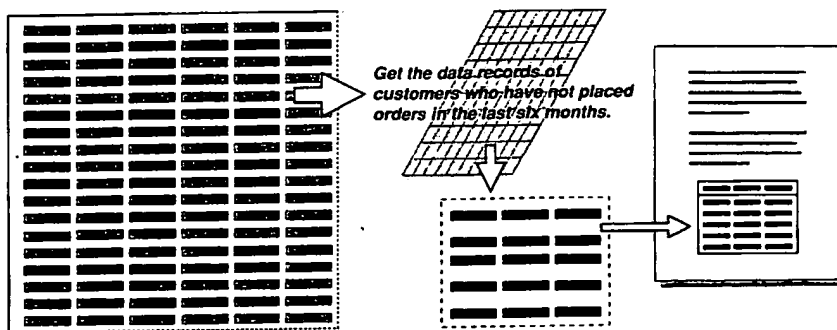 Get the data records of
customers who have not placed
orders in the last six months.